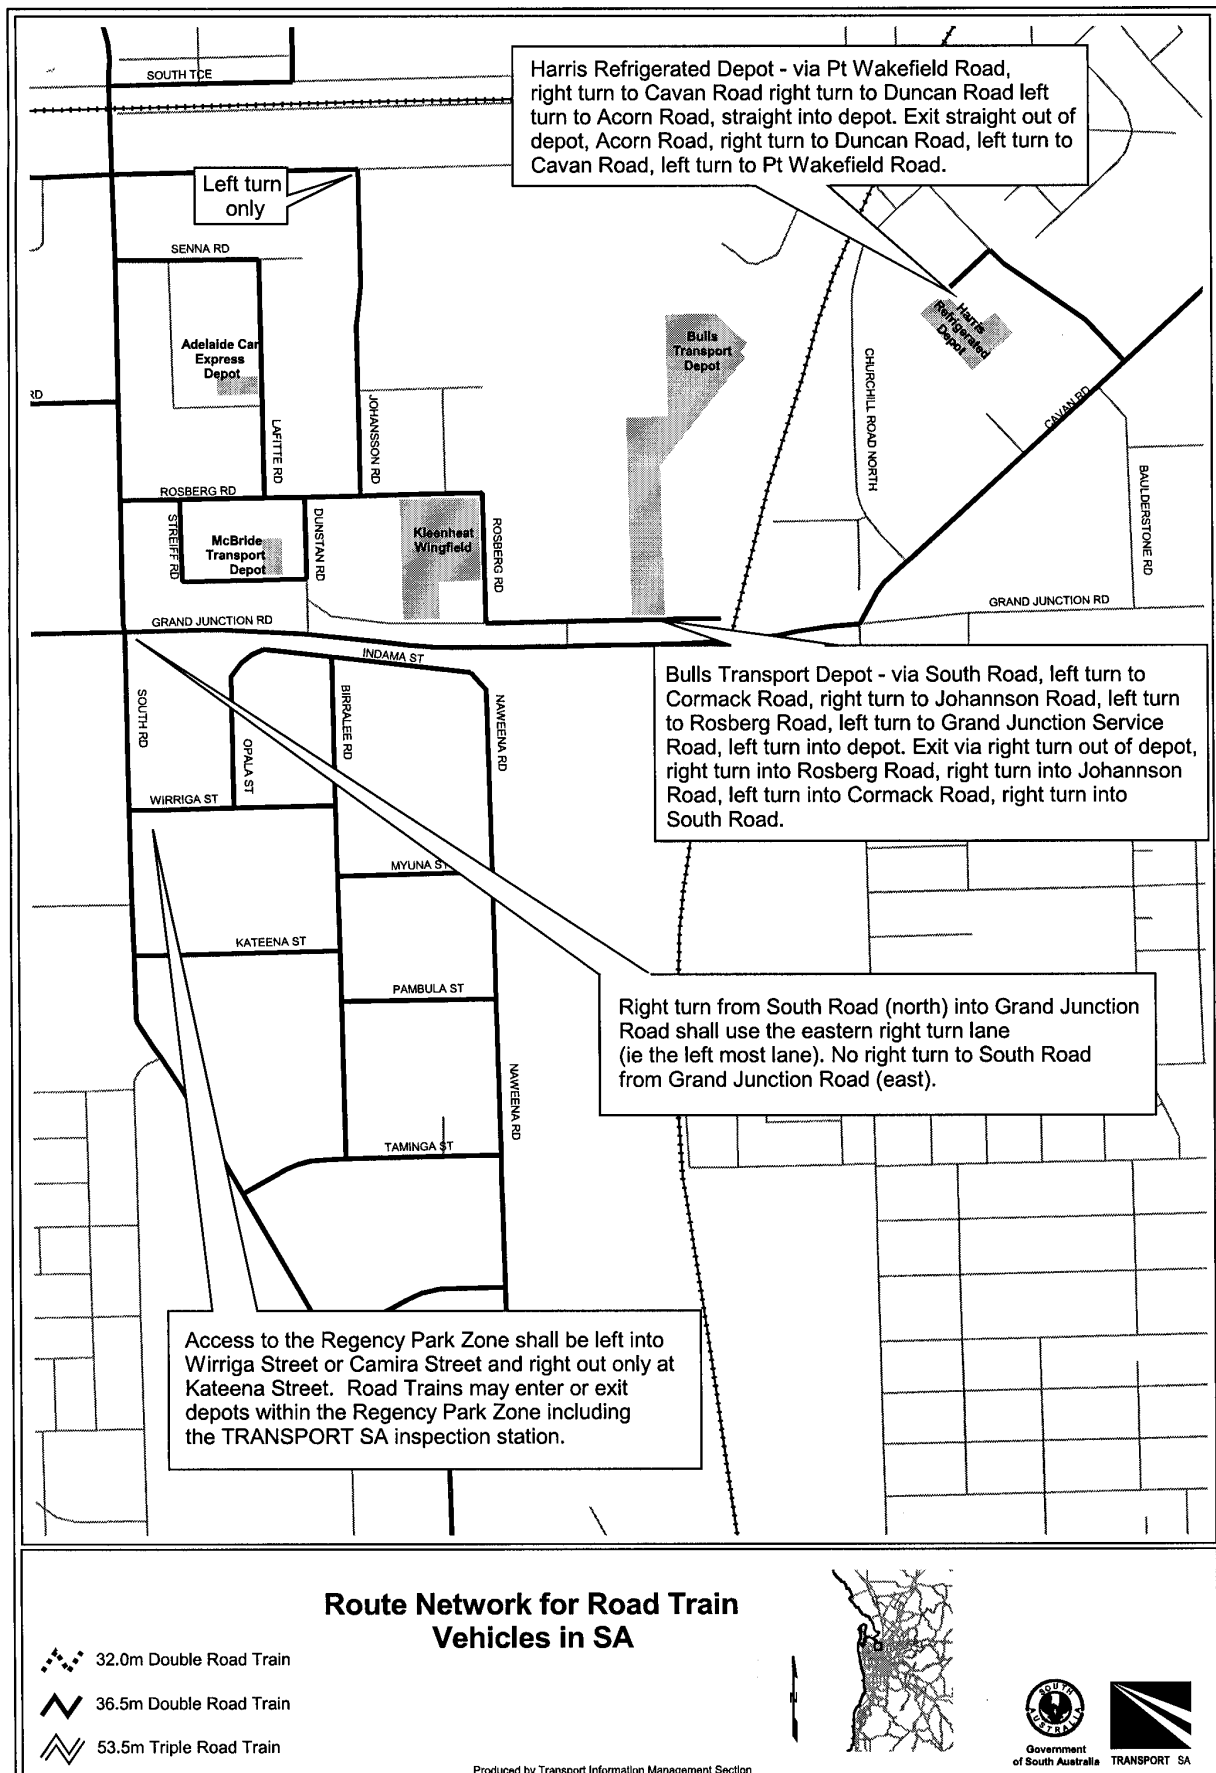 SOUTH TCE
Harris Refrigerated Depot - via Pt Wakefield Road,
right turn to Cavan Road right turn to Duncan Road left
turn to Acorn Road, straight into depot. Exit straight out of
depot, Acorn Road, right turn to Duncan Road, left turn to
Cavan Road, left turn to Pt Wakefield Road.
Left turn
only
SENNA RD
Adelaide Car
Express
Depot
Bulls
Transport
Depot
Harris
Refrigerated
Depot
RD
LAFITTE RD
JOHANSSON RD
CHURCHILL ROAD NORTH
CAVAN RD
BAULDERSTONE RD
ROSBERG RD
STREIFF RD
McBride
Transport
Depot
DUNSTAN RD
Kleenheat
Wingfield
ROSBERG RD
GRAND JUNCTION RD
GRAND JUNCTION RD
INDAMA ST
SOUTH RD
OPALA ST
BIRRALEE RD
NAWEENA RD
Bulls Transport Depot - via South Road, left turn to
Cormack Road, right turn to Johannson Road, left turn
to Rosberg Road, left turn to Grand Junction Service
Road, left turn into depot. Exit via right turn out of depot,
right turn into Rosberg Road, right turn into Johannson
Road, left turn into Cormack Road, right turn into
South Road.
WIRRIGA ST
MYUNA ST
KATEENA ST
PAMBULA ST
Right turn from South Road (north) into Grand Junction
Road shall use the eastern right turn lane
(ie the left most lane). No right turn to South Road
from Grand Junction Road (east).
NAWEENA RD
TAMINGA ST
Access to the Regency Park Zone shall be left into
Wirriga Street or Camira Street and right out only at
Kateena Street. Road Trains may enter or exit
depots within the Regency Park Zone including
the TRANSPORT SA inspection station.
Route Network for Road Train
Vehicles in SA
32.0m Double Road Train
36.5m Double Road Train
53.5m Triple Road Train
N
SOUTH
AUSTRALIA
Government
of South Australia
TRANSPORT SA
Produced by Transport Information Management Section